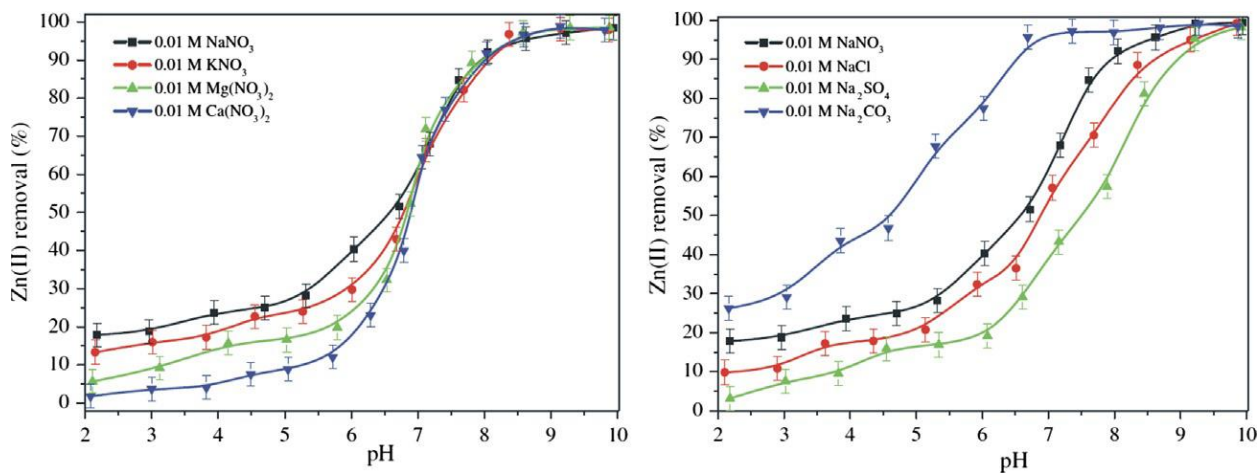 100
90
80
70
60
50
40
30
20
10
0
Zn(II) removal (%)
0.01 M NaNO₃
0.01 M KNO₃
0.01 M Mg(NO₃)₂
0.01 M Ca(NO₃)₂
2 3 4 5 6 7 8 9 10
pH
100
90
80
70
60
50
40
30
20
10
0
Zn(II) removal (%)
0.01 M NaNO₃
0.01 M NaCl
0.01 M Na₂SO₄
0.01 M Na₂CO₃
2 3 4 5 6 7 8 9 10
pH